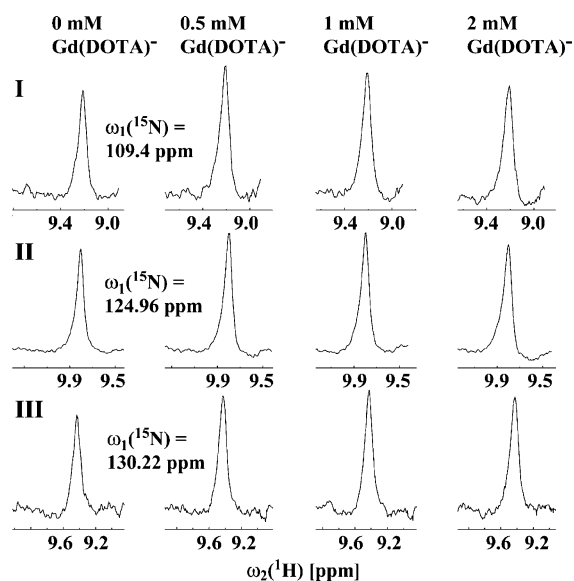 0 mM 0.5 mM 1 mM 2 mM
Gd(DOTA)⁻ Gd(DOTA)⁻ Gd(DOTA)⁻ Gd(DOTA)⁻
I
ω₁(¹⁵N) =
109.4 ppm
9.4 9.0 9.4 9.0 9.4 9.0 9.4 9.0
II
ω₁(¹⁵N) =
124.96 ppm
9.9 9.5 9.9 9.5 9.9 9.5 9.9 9.5
III
ω₁(¹⁵N) =
130.22 ppm
9.6 9.2 9.6 9.2 9.6 9.2 9.6 9.2
ω₂(¹H) [ppm]